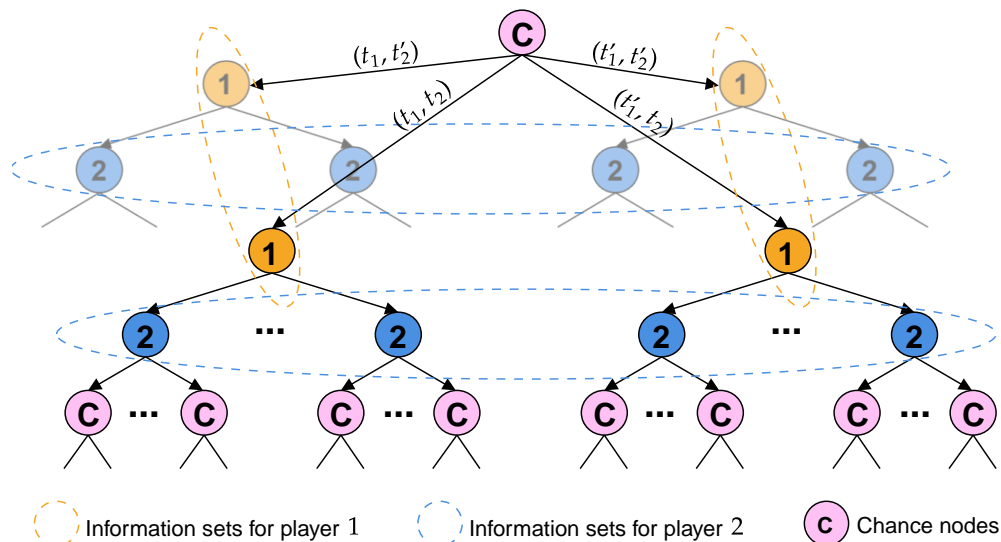 C
(t₁, t′₂) (t′₁, t′₂)
1 1
(t₁, t₂) (t′₁, t₂)
2 2 2 2
1 1
2 ... 2 2 ... 2
C ... C C ... C C ... C C ... C
Information sets for player 1 Information sets for player 2 C Chance nodes